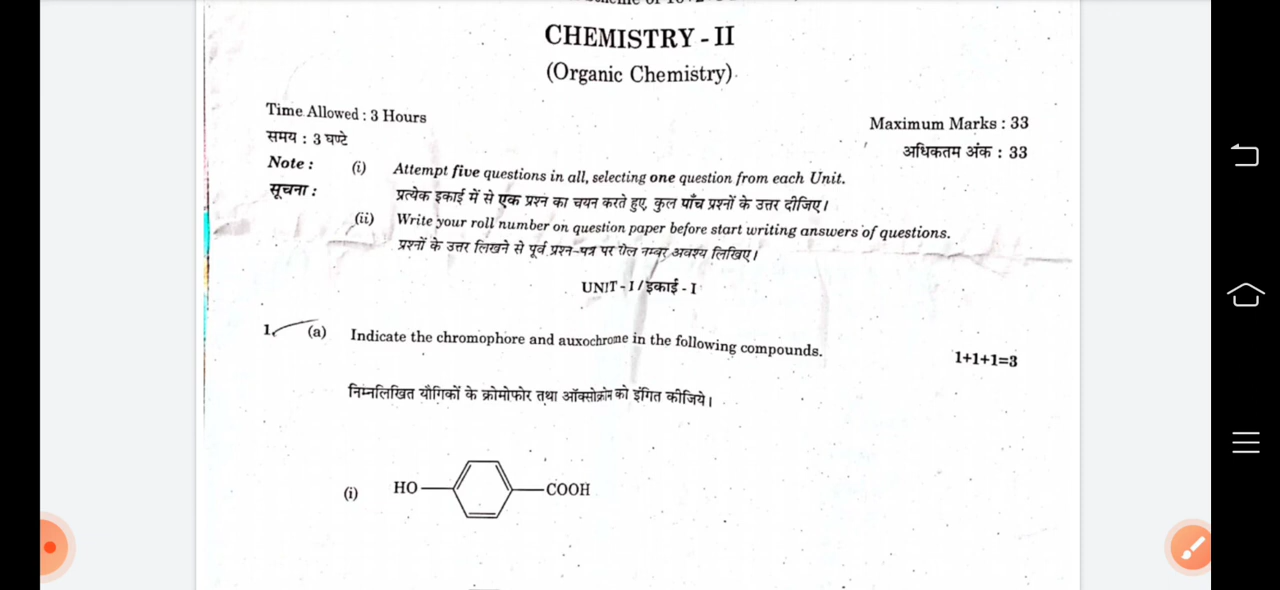 CHEMISTRY - II
(Organic Chemistry)
Time Allowed : 3 Hours
Maximum Marks : 33
समय : 3 घण्टे
अधिकतम अंक : 33
Note : (i) Attempt five questions in all, selecting one question from each Unit.
सूचना : प्रत्येक इकाई में से एक प्रश्न का चयन करते हुए, कुल पाँच प्रश्नों के उत्तर दीजिए।
(ii) Write your roll number on question paper before start writing answers of questions.
प्रश्नों के उत्तर लिखने से पूर्व प्रश्न-पत्र पर रोल नम्बर अवश्य लिखिए।
UNIT - I / इकाई - I
1. (a) Indicate the chromophore and auxochrome in the following compounds. 1+1+1=3
निम्नलिखित यौगिकों के क्रोमोफोर तथा ऑक्सोक्रोम को इंगित कीजिये।
(i) HO COOH